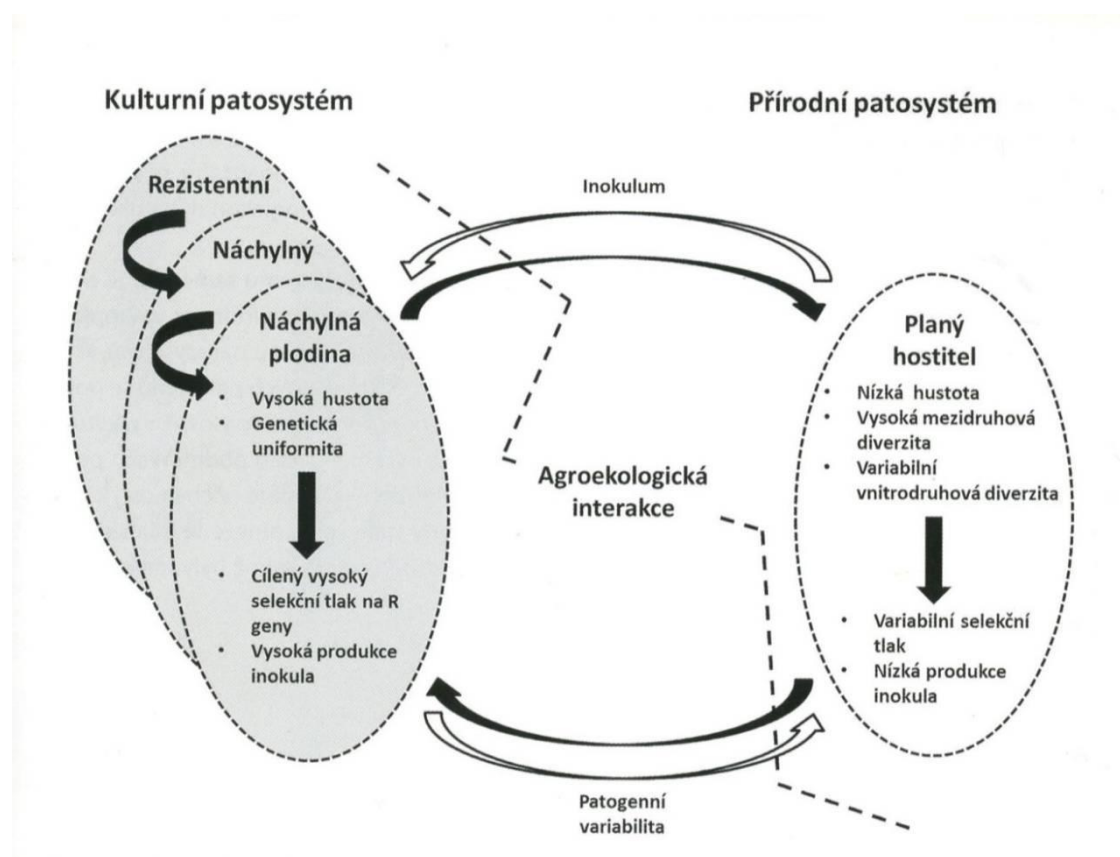 Kulturní patosystém
Přírodní patosystém
Rezistentní
Náchylný
Náchylná
plodina
• Vysoká hustota
• Genetická
uniformita
• Cílený vysoký
selekční tlak na R
geny
• Vysoká produkce
inokula
Inokulum
Agroekologická
interakce
Patogenní
variabilita
Planý
hostitel
• Nízká hustota
• Vysoká mezidruhová
diverzita
• Variabilní
vnitrodruhová diverzita
• Variabilní selekční
tlak
• Nízká produkce
inokula